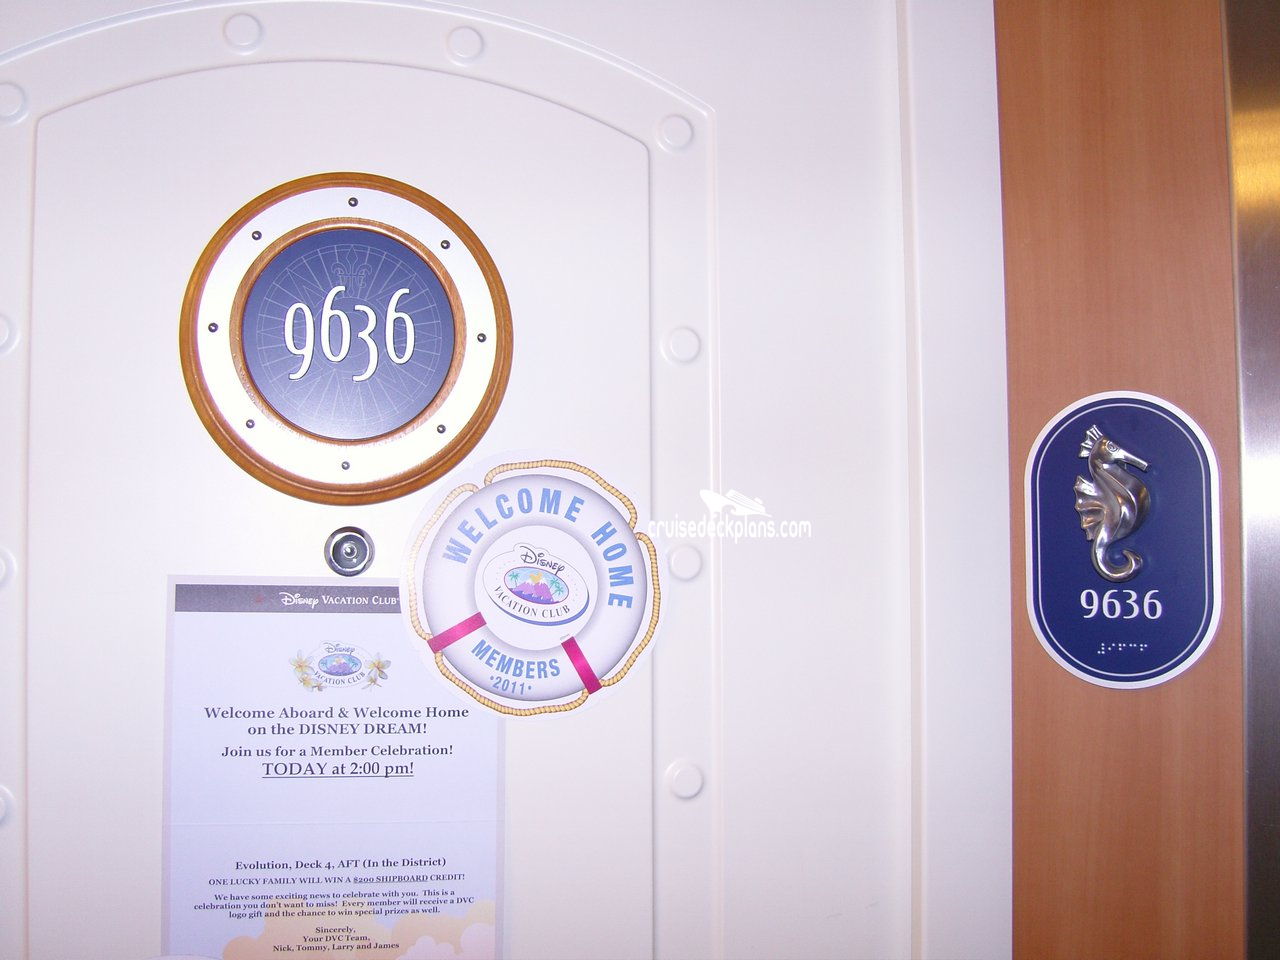 9636
WELCOME HOME
Disney
VACATION CLUB
MEMBERS
•2011•
cruisedeckplans.com
9636
Disney VACATION CLUB
Disney
VACATION CLUB
Welcome Aboard & Welcome Home
on the DISNEY DREAM!
Join us for a Member Celebration!
TODAY at 2:00 pm!
Evolution, Deck 4, AFT (In the District)
ONE LUCKY FAMILY WILL WIN A $200 SHIPBOARD CREDIT!
We have some exciting news to celebrate with you. This is a
celebration you don't want to miss! Every member will receive a DVC
logo gift and the chance to win special prizes as well.
Sincerely,
Your DVC Team,
Nick, Tommy, Larry and James